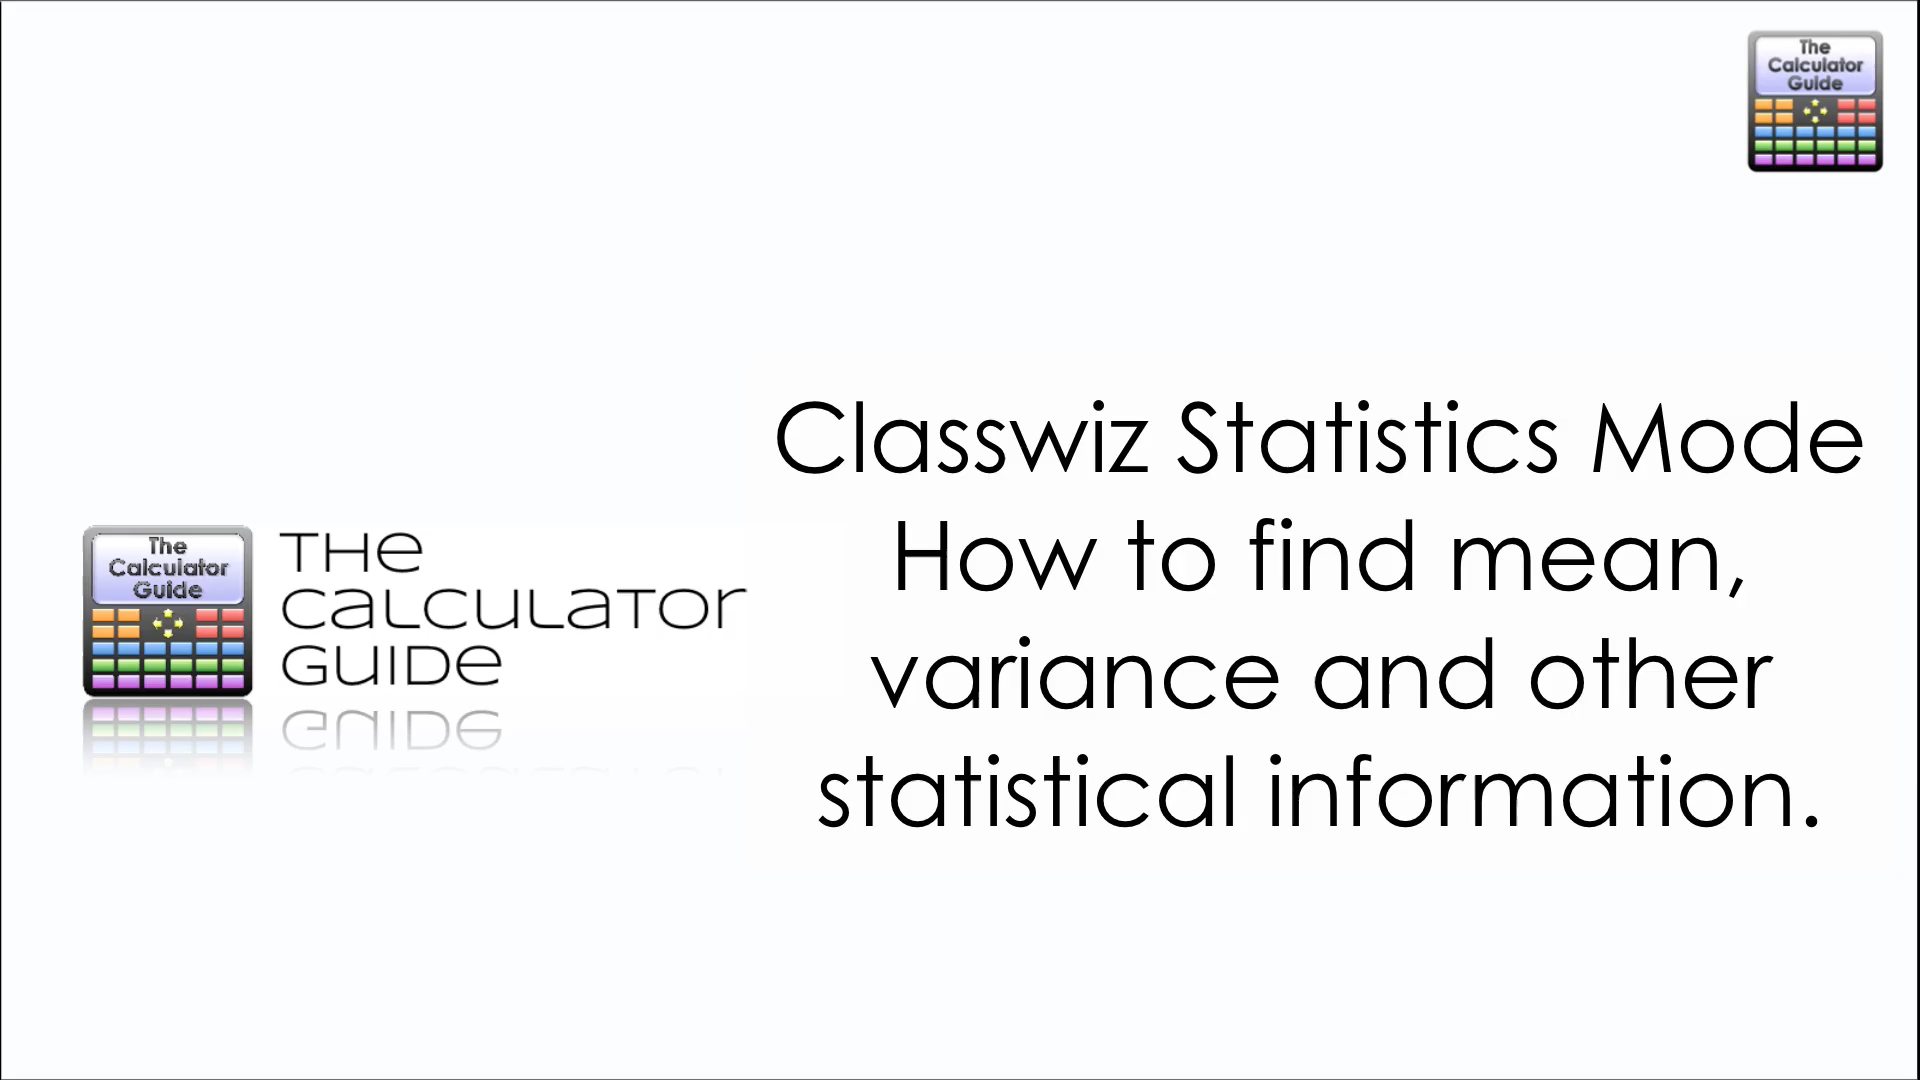 The
Calculator
Guide
Classwiz Statistics Mode
How to find mean,
variance and other
statistical information.
The
Calculator
Guide
THE
CALCULATOR
GUIDE